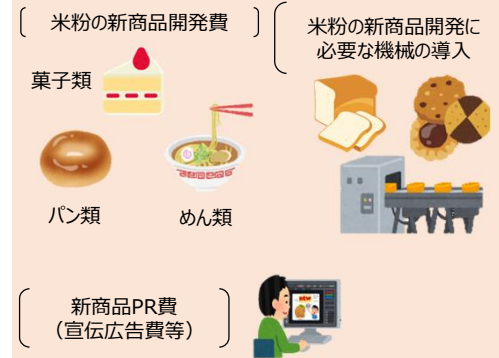 米粉の新商品開発費
菓子類
パン類
めん類
米粉の新商品開発に
必要な機械の導入
新商品PR費
（宣伝広告費等）
NEW